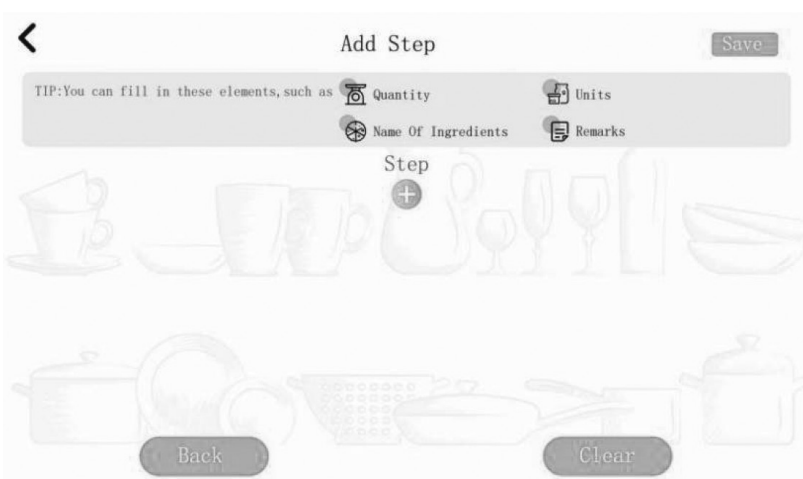 Add Step
Save
TIP:You can fill in these elements,such as
Quantity
Units
Name Of Ingredients
Remarks
Step
Back
Clear